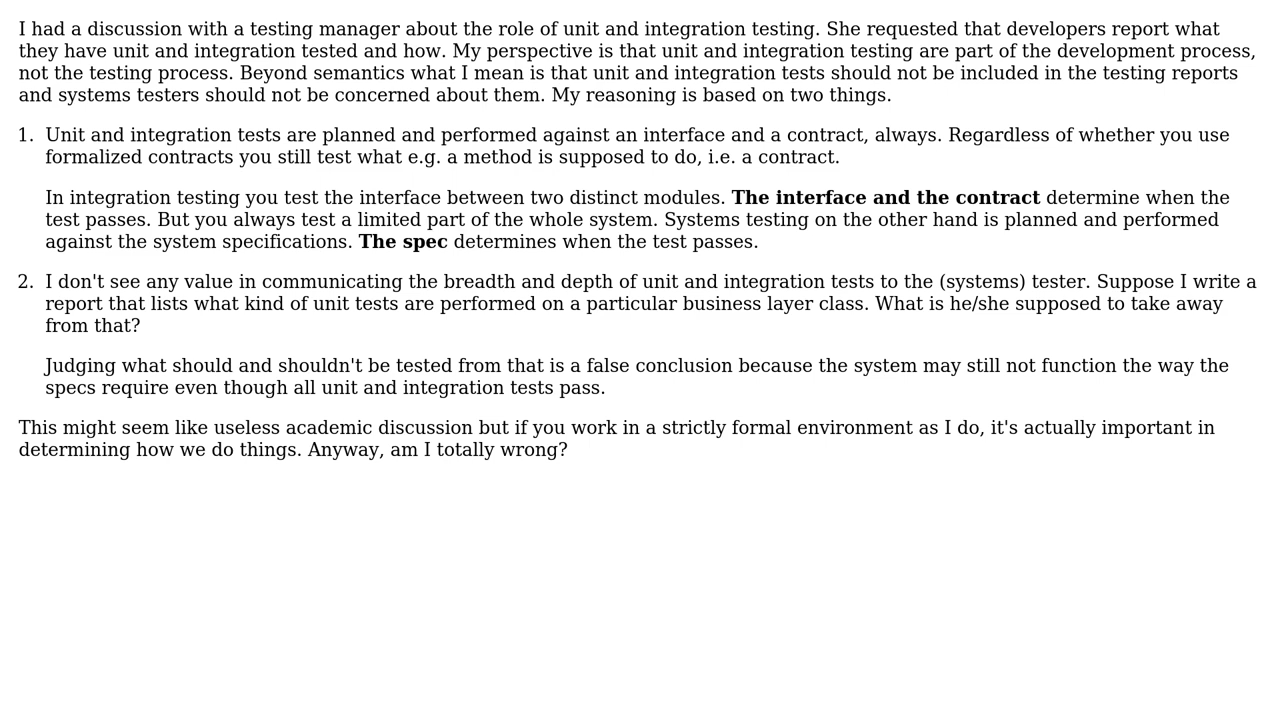 I had a discussion with a testing manager about the role of unit and integration testing. She requested that developers report what
they have unit and integration tested and how. My perspective is that unit and integration testing are part of the development process,
not the testing process. Beyond semantics what I mean is that unit and integration tests should not be included in the testing reports
and systems testers should not be concerned about them. My reasoning is based on two things.
1. Unit and integration tests are planned and performed against an interface and a contract, always. Regardless of whether you use
formalized contracts you still test what e.g. a method is supposed to do, i.e. a contract.
In integration testing you test the interface between two distinct modules. The interface and the contract determine when the
test passes. But you always test a limited part of the whole system. Systems testing on the other hand is planned and performed
against the system specifications. The spec determines when the test passes.
2. I don't see any value in communicating the breadth and depth of unit and integration tests to the (systems) tester. Suppose I write a
report that lists what kind of unit tests are performed on a particular business layer class. What is he/she supposed to take away
from that?
Judging what should and shouldn't be tested from that is a false conclusion because the system may still not function the way the
specs require even though all unit and integration tests pass.
This might seem like useless academic discussion but if you work in a strictly formal environment as I do, it's actually important in
determining how we do things. Anyway, am I totally wrong?